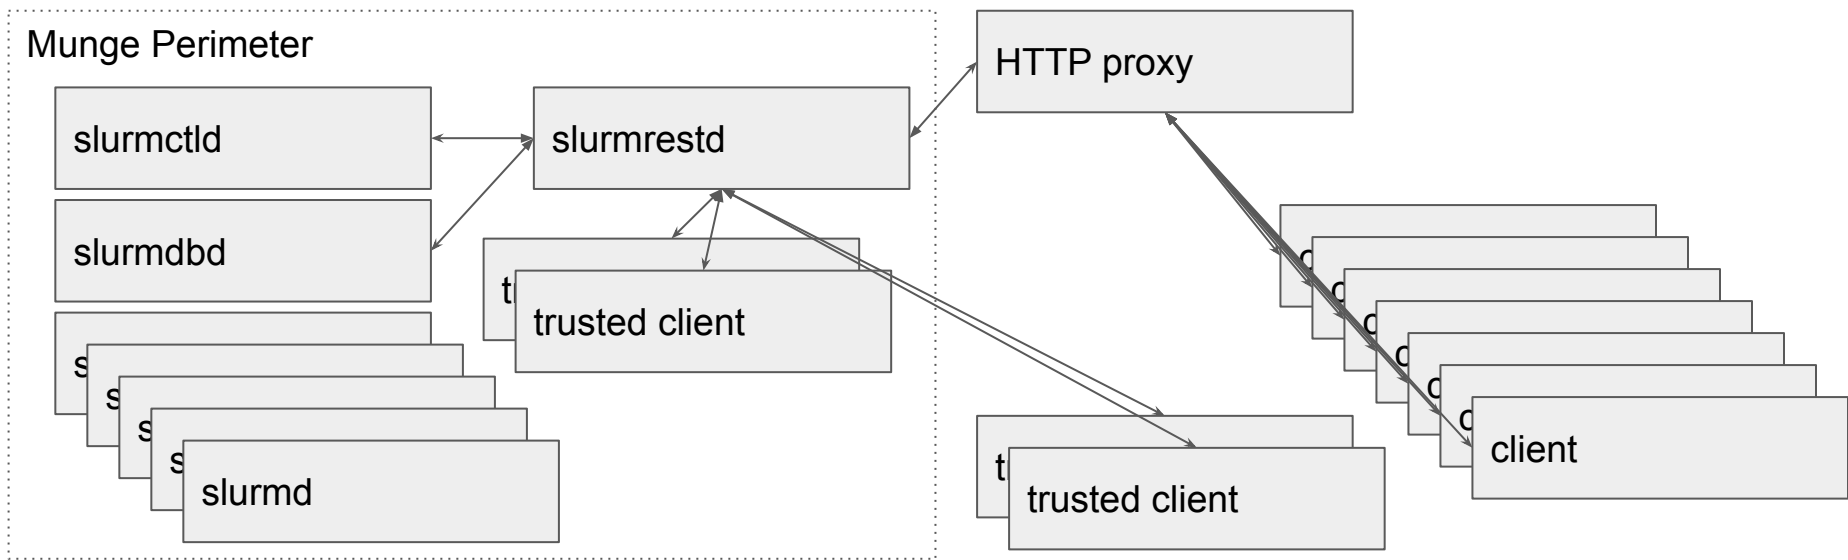 Munge Perimeter
HTTP proxy
slurmctld
slurmrestd
slurmdbd
trusted client
slurmd
trusted client
client